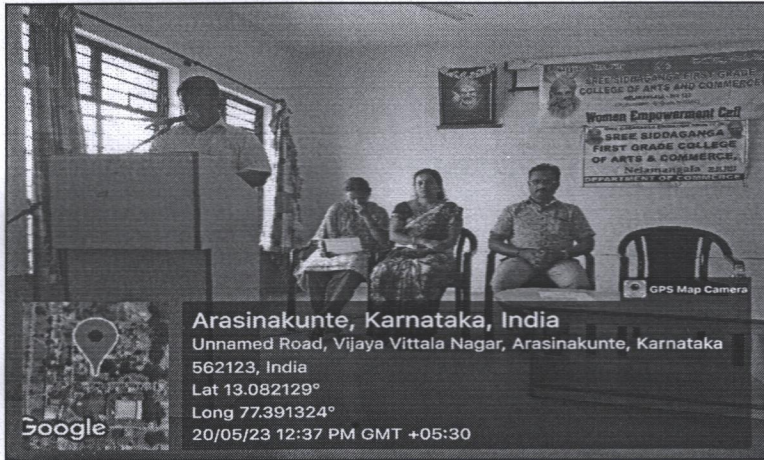 SREE SIDDAGANGA FIRST GRADE
COLLEGE OF ARTS AND COMMERCE
Women Empowerment Cell
SREE SIDDAGANGA
FIRST GRADE COLLEGE
OF ARTS & COMMERCE,
Nelamangala
DEPARTMENT OF COMMERCE
GPS Map Camera
Arasinakunte, Karnataka, India
Unnamed Road, Vijaya Vittala Nagar, Arasinakunte, Karnataka
562123, India
Lat 13.082129°
Long 77.391324°
20/05/23 12:37 PM GMT +05:30
Google